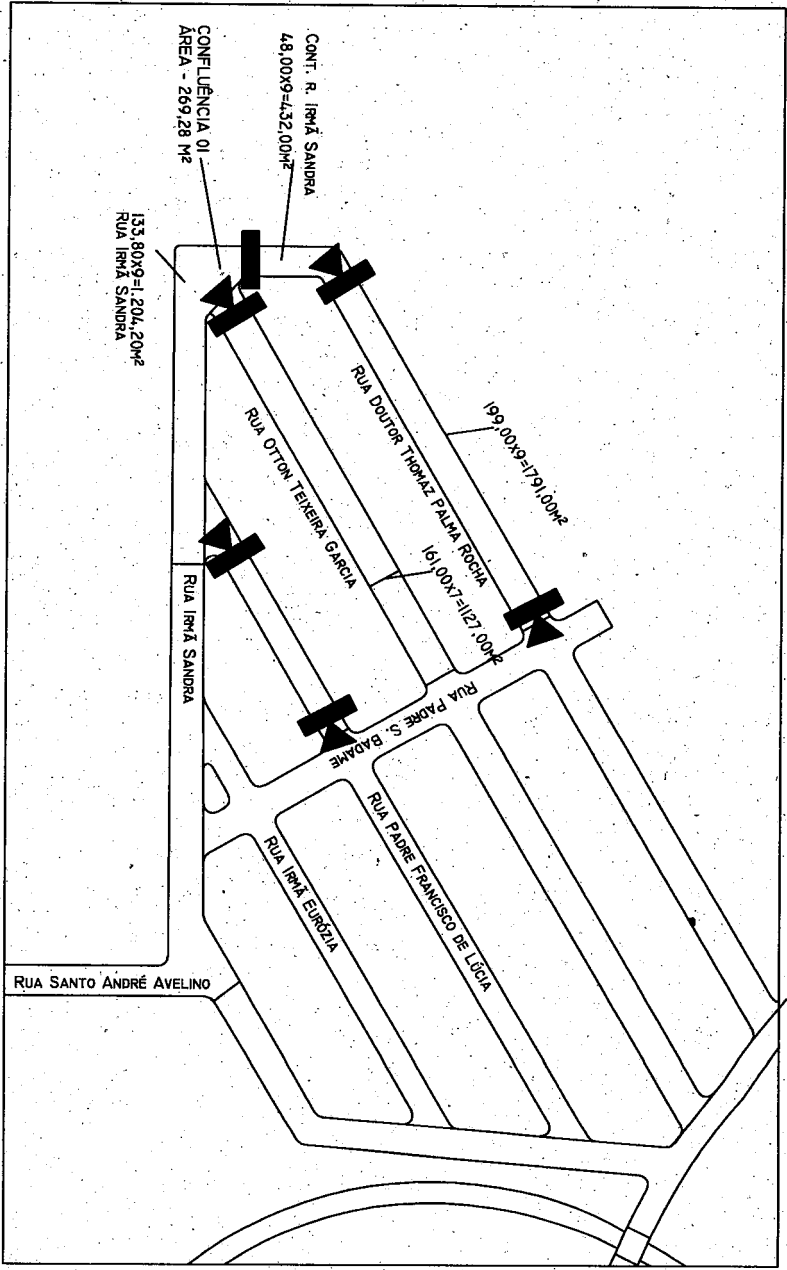 CONT. R. IRMÃ SANDRA
48,00x9=432,00M²
CONFLUÊNCIA 01
ÁREA - 269,28 M²
133,80x9=1.204,20M²
RUA IRMÃ SANDRA
199,00x9=1791,00M²
RUA DOUTOR THOMAZ PALMA ROCHA
161,00x7=1127,00M²
RUA OTTON TEIXEIRA GARCIA
RUA IRMÃ SANDRA
RUA PADRE S. BADAME
RUA PADRE FRANCISCO DE LÚCIA
RUA IRMÃ EURÓZIA
RUA SANTO ANDRÉ AVELINO